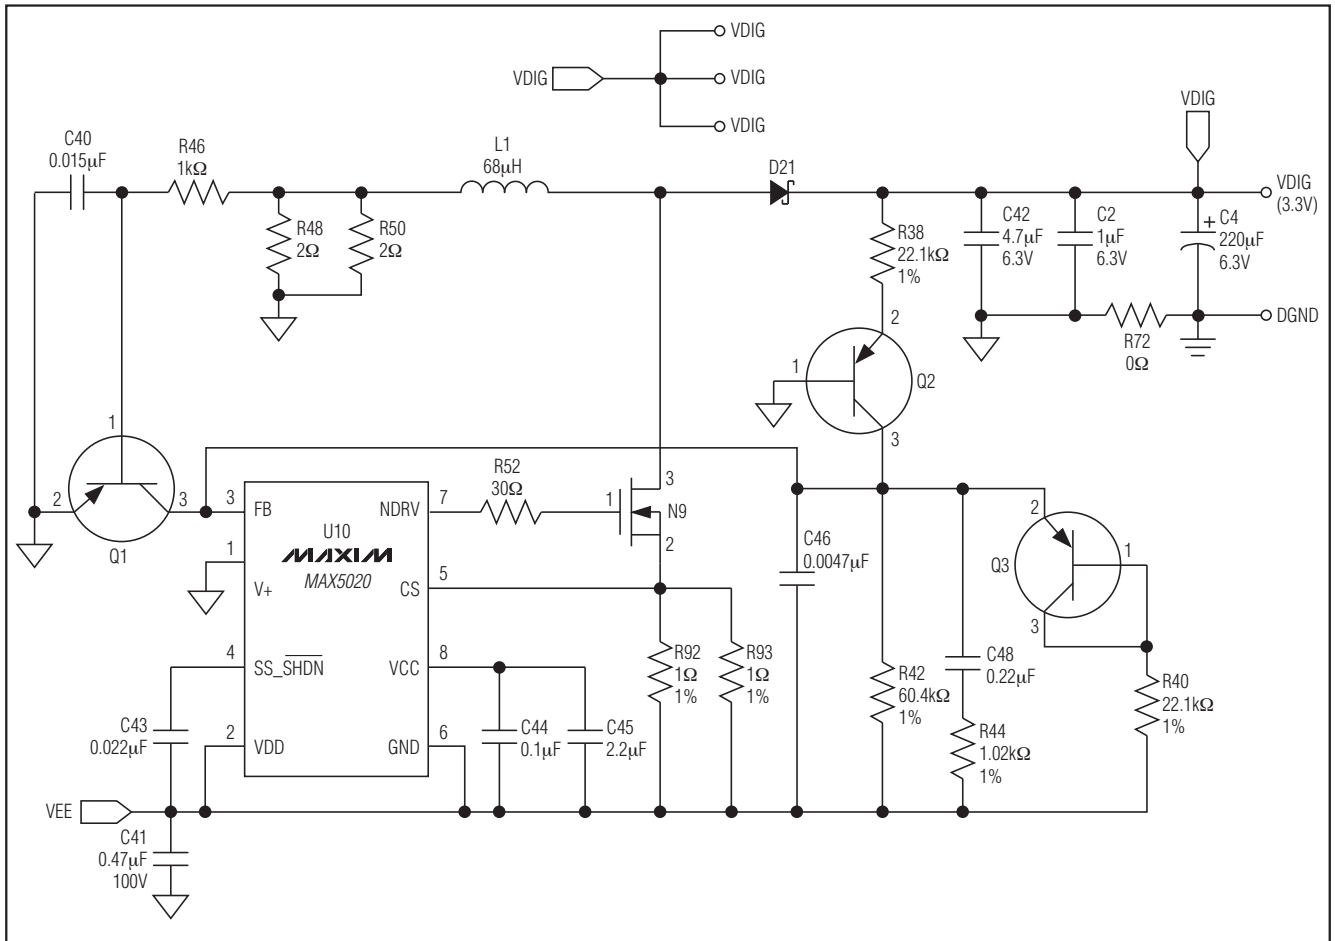 VDIG
VDIG
VDIG
VDIG
VDIG
C40
0.015µF
R46
1kΩ
L1
68µH
D21
VDIG
(3.3V)
R48
2Ω
R50
2Ω
R38
22.1kΩ
1%
C42
4.7µF
6.3V
C2
1µF
6.3V
+
C4
220µF
6.3V
DGND
R72
0Ω
2
1
Q2
3
1
2
3
Q1
R52
30Ω
3
1
N9
2
3
FB
NDRV
7
U10
MAXIM
MAX5020
1
V+
CS
5
4
SS_SHDN
VCC
8
2
VDD
GND
6
C46
0.0047µF
2
Q3
1
3
R92
1Ω
1%
R93
1Ω
1%
R42
60.4kΩ
1%
C48
0.22µF
R40
22.1kΩ
1%
C43
0.022µF
C44
0.1µF
C45
2.2µF
R44
1.02kΩ
1%
VEE
C41
0.47µF
100V